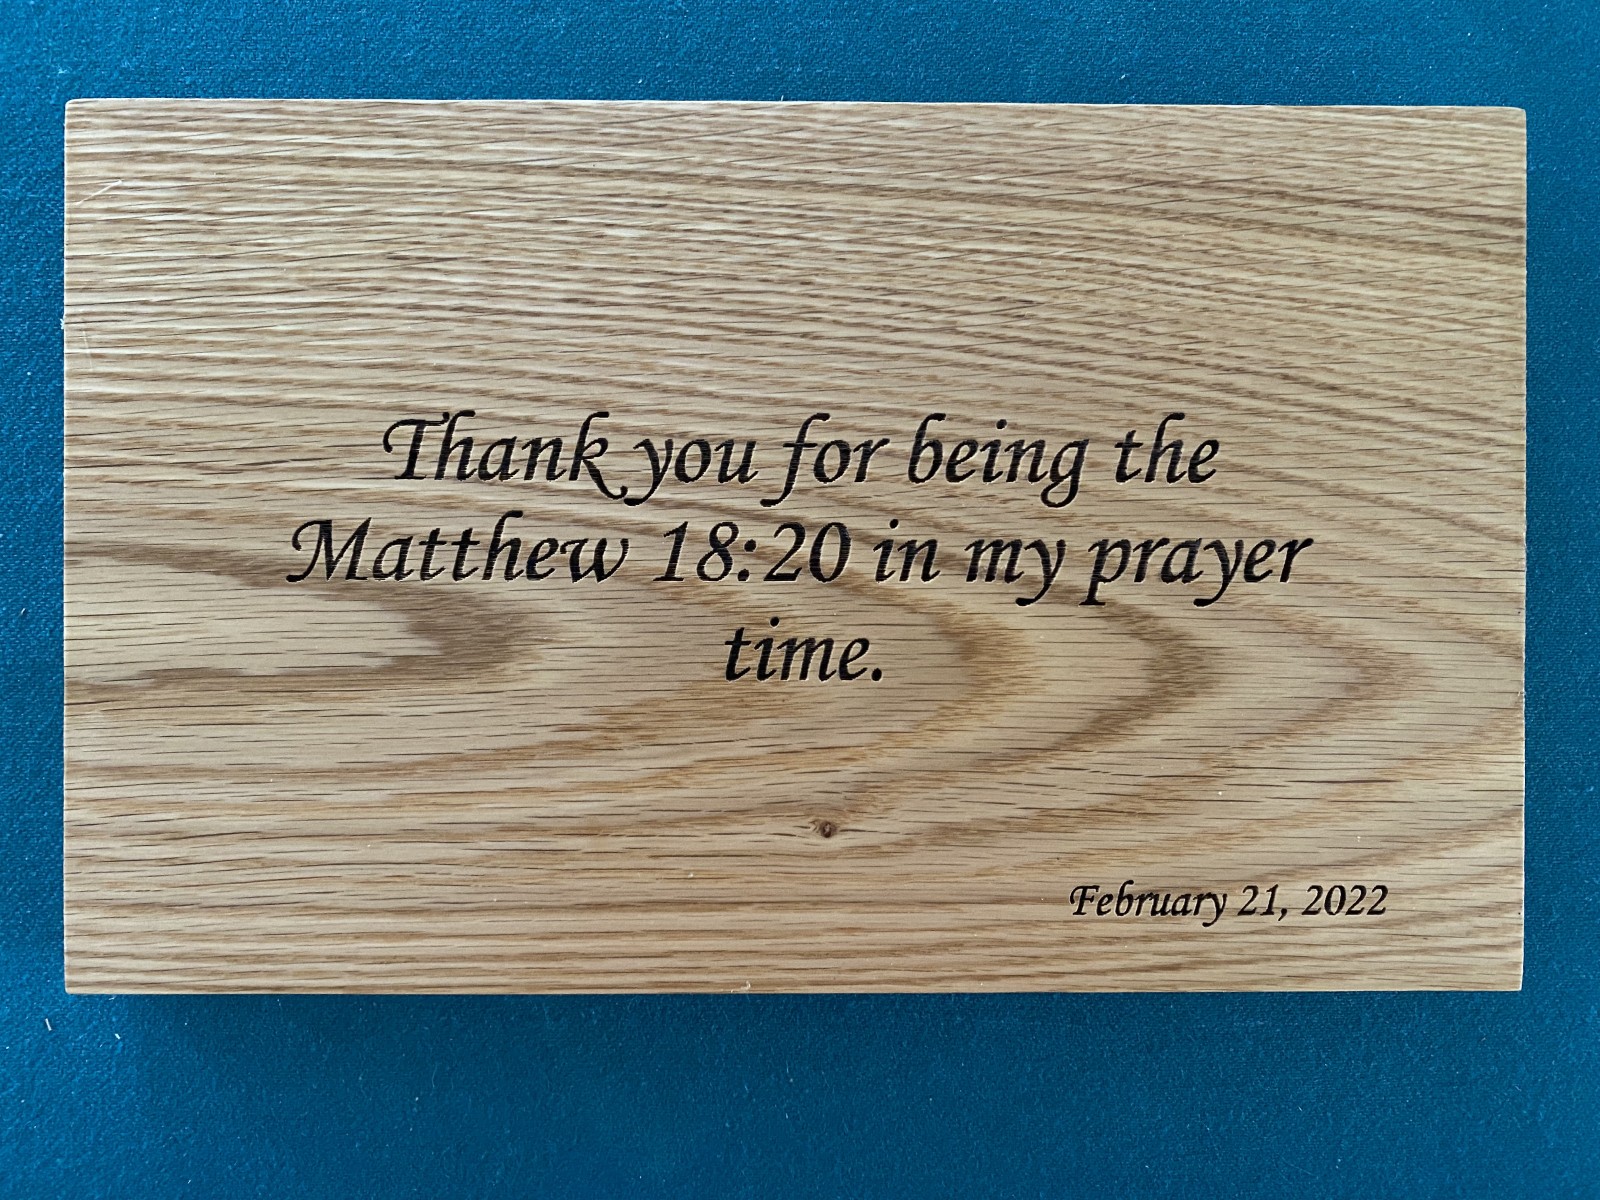 Thank you for being the
Matthew 18:20 in my prayer
time.
February 21, 2022